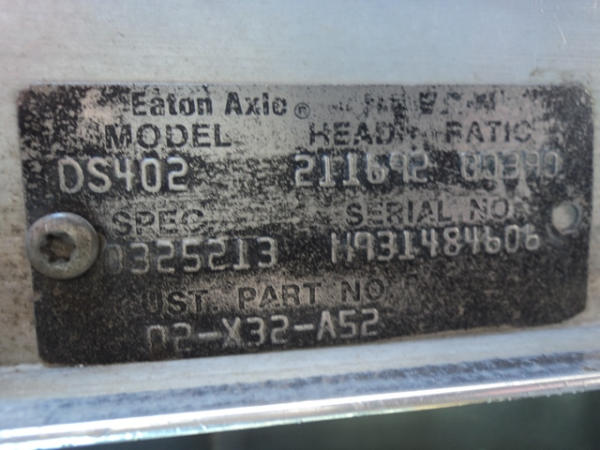 Eaton Axle®
MODEL HEAD RATIO
DS402 211692
SPEC. SERIAL NO.
0325213 H931484606
CUST. PART NO.
02-X32-A52